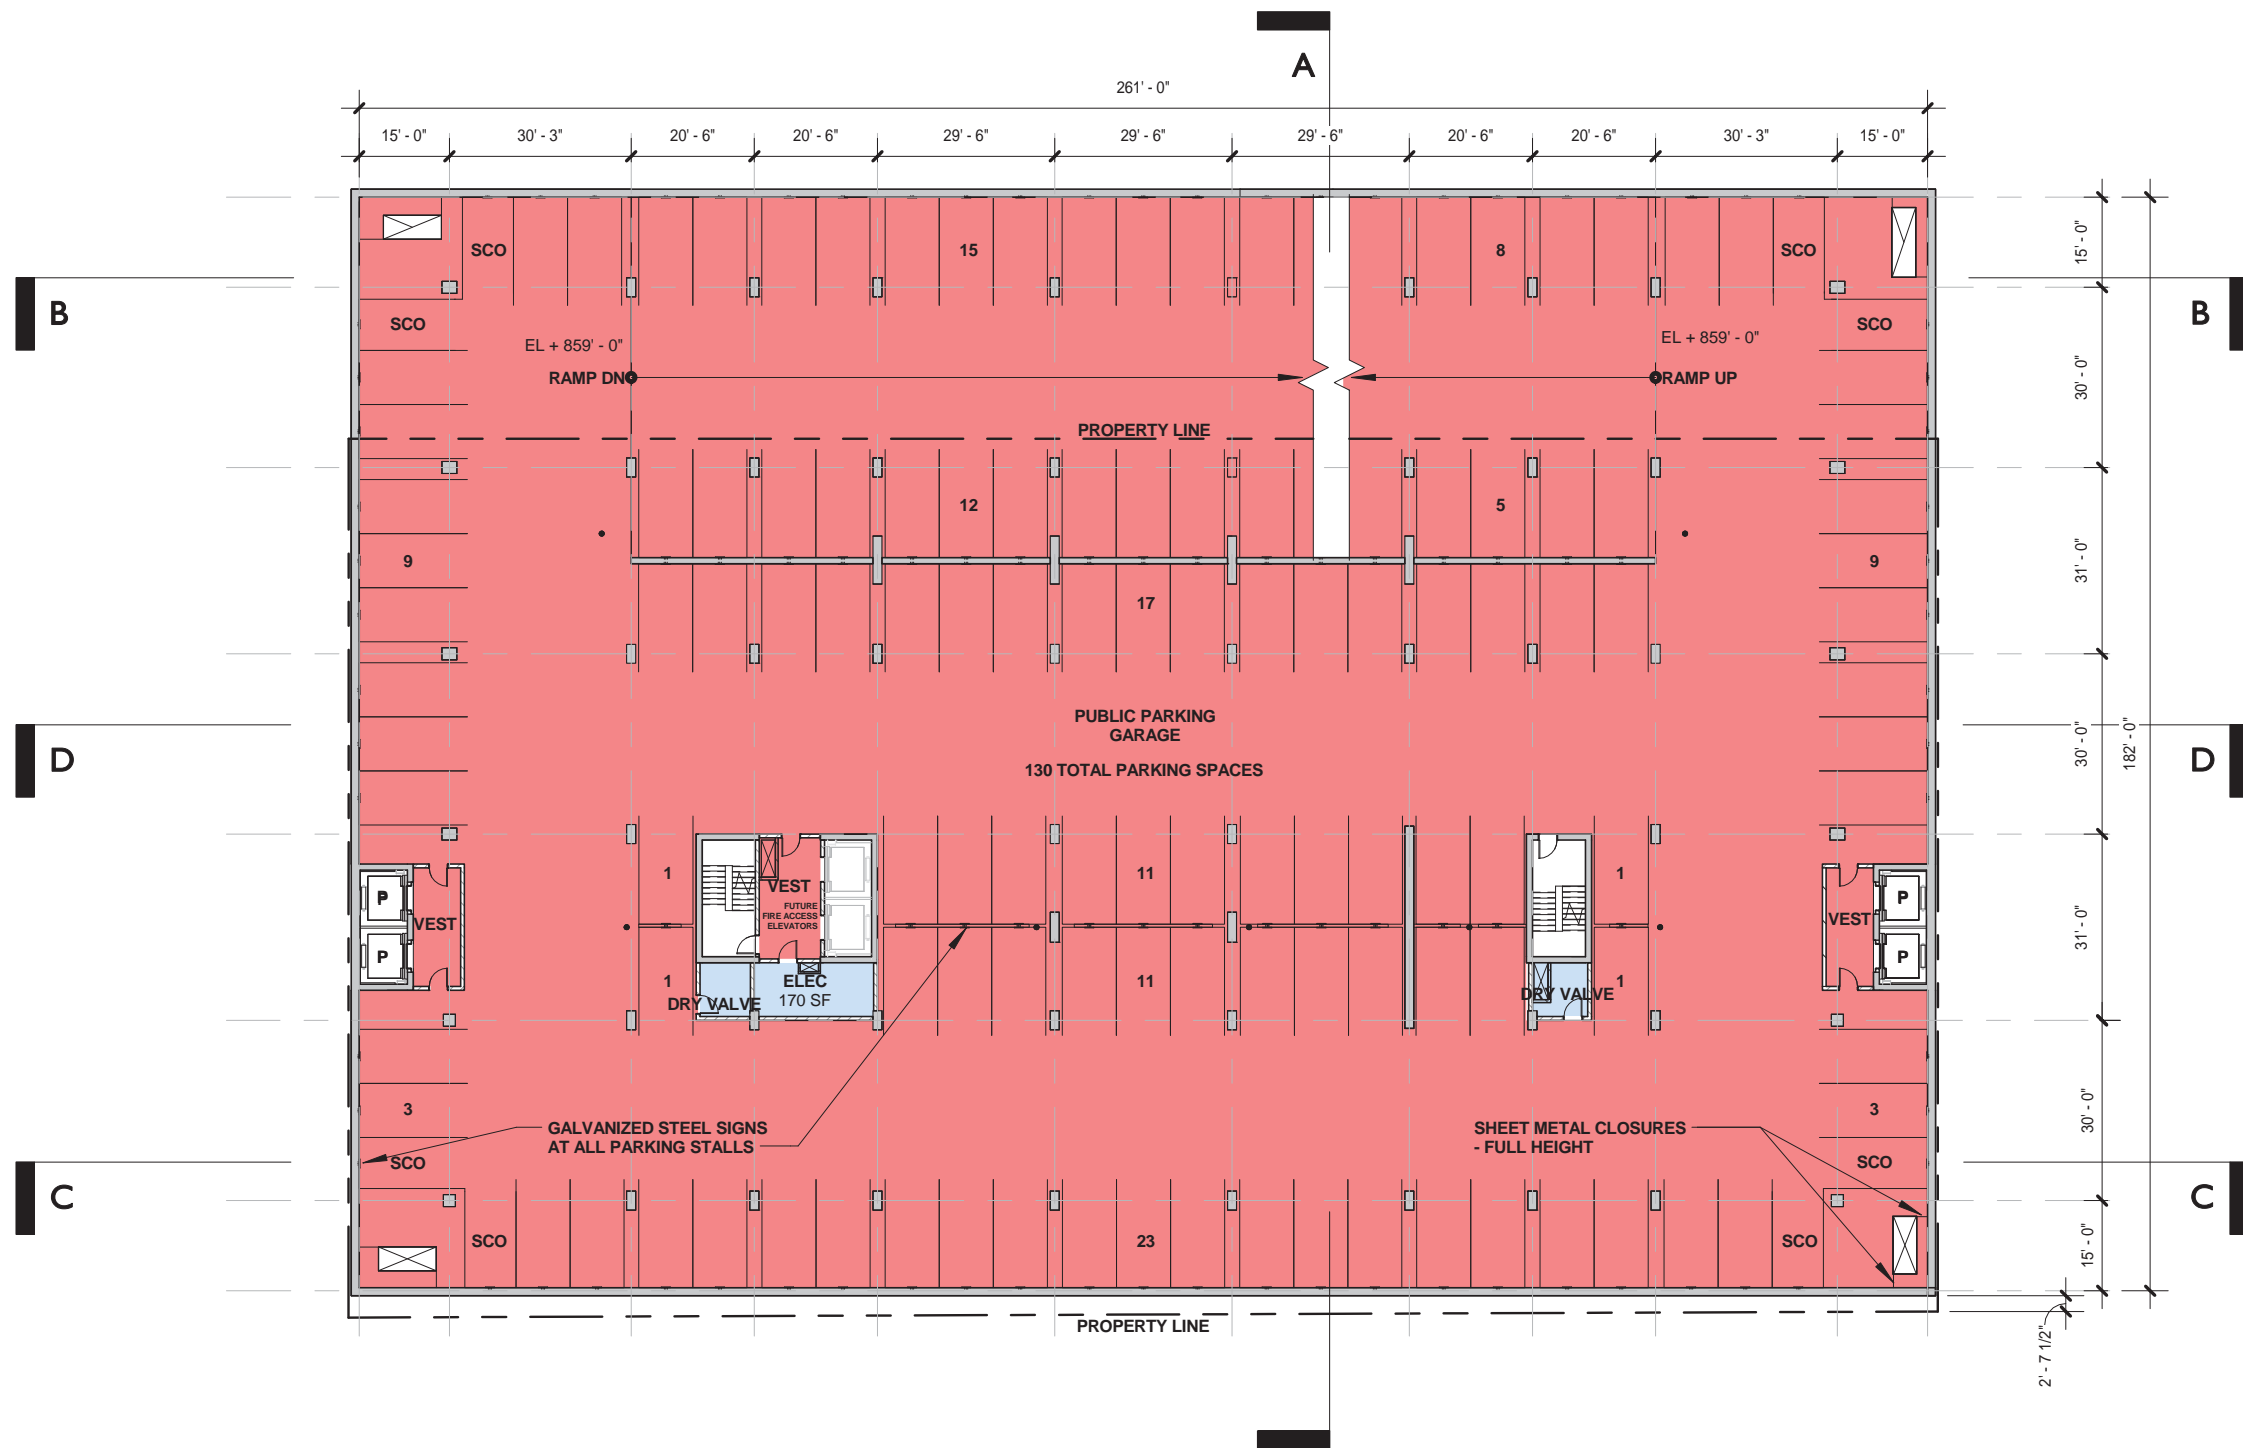 A
261' - 0"
15' - 0"
30' - 3"
20' - 6"
20' - 6"
29' - 6"
29' - 6"
29' - 6"
20' - 6"
20' - 6"
30' - 3"
15' - 0"
SCO
15
8
SCO
15' - 0"
B
B
SCO
SCO
EL + 859' - 0"
EL + 859' - 0"
RAMP DN
RAMP UP
30' - 0"
PROPERTY LINE
12
5
9
9
31' - 0"
17
PUBLIC PARKING
GARAGE
130 TOTAL PARKING SPACES
D
D
30' - 0"
182' - 0"
1
VEST
11
1
FUTURE
FIRE ACCESS
ELEVATORS
P
VEST
VEST
P
31' - 0"
P
P
1
ELEC
170 SF
DRY VALVE
11
DRY VALVE
1
3
3
30' - 0"
GALVANIZED STEEL SIGNS
AT ALL PARKING STALLS
SHEET METAL CLOSURES
- FULL HEIGHT
SCO
SCO
C
C
SCO
23
SCO
15' - 0"
PROPERTY LINE
2' - 7 1/2"